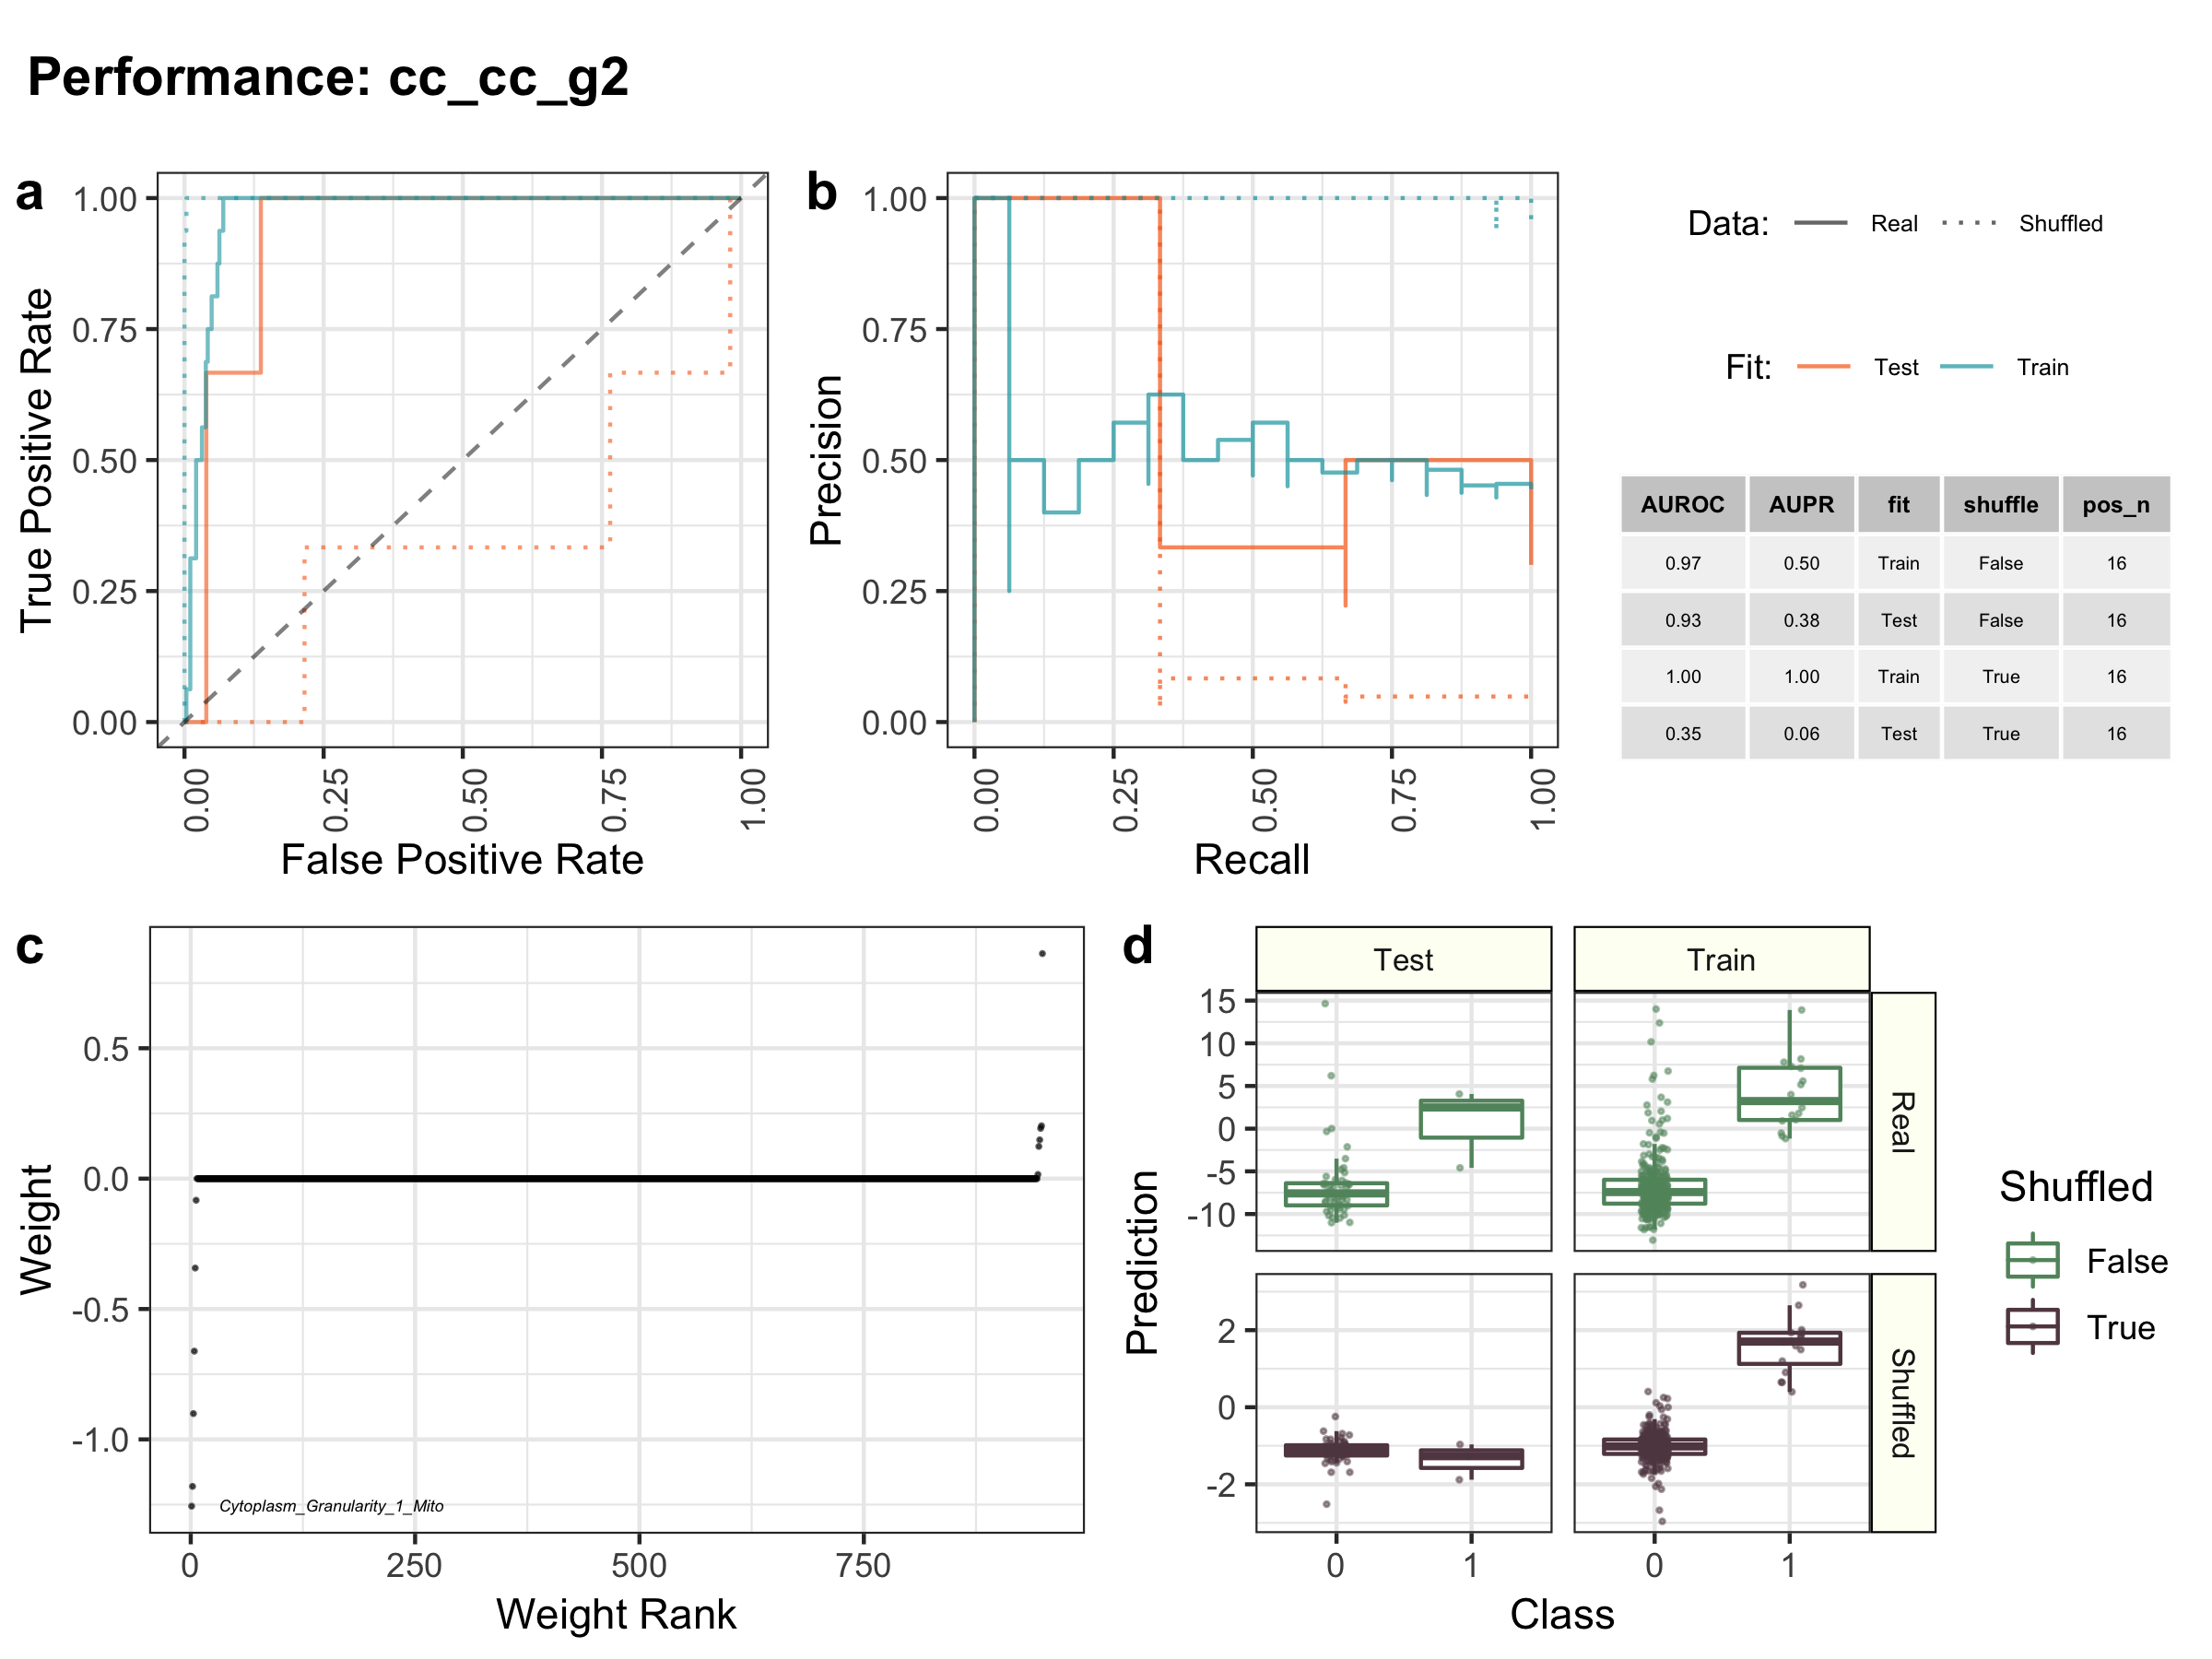 Performance: cc_cc_g2
a
1.00
0.75
0.50
0.25
0.00
True Positive Rate
0.00
0.25
0.50
0.75
1.00
False Positive Rate
b
1.00
0.75
0.50
0.25
0.00
Precision
0.00
0.25
0.50
0.75
1.00
Recall
Data: Real Shuffled
Fit: Test Train
AUROC AUPR fit shuffle pos_n
0.97 0.50 Train False 16
0.93 0.38 Test False 16
1.00 1.00 Train True 16
0.35 0.06 Test True 16
c
0.5
0.0
-0.5
-1.0
Weight
Cytoplasm_Granularity_1_Mito
0 250 500 750
Weight Rank
d
Test Train
15
10
5
0
-5
-10
Real
2
0
-2
Shuffled
Prediction
0 1 0 1
Class
Shuffled
False
True